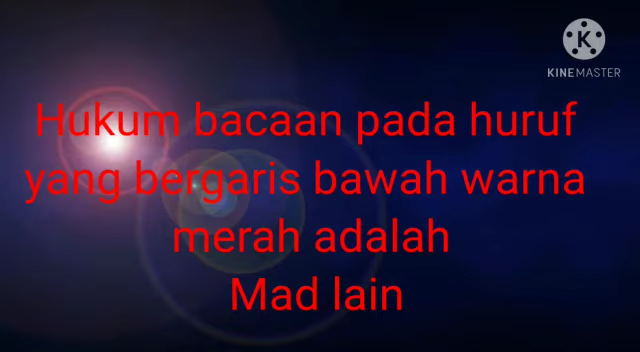 KINEMASTER
Hukum bacaan pada huruf
yang bergaris bawah warna
merah adalah
Mad lain